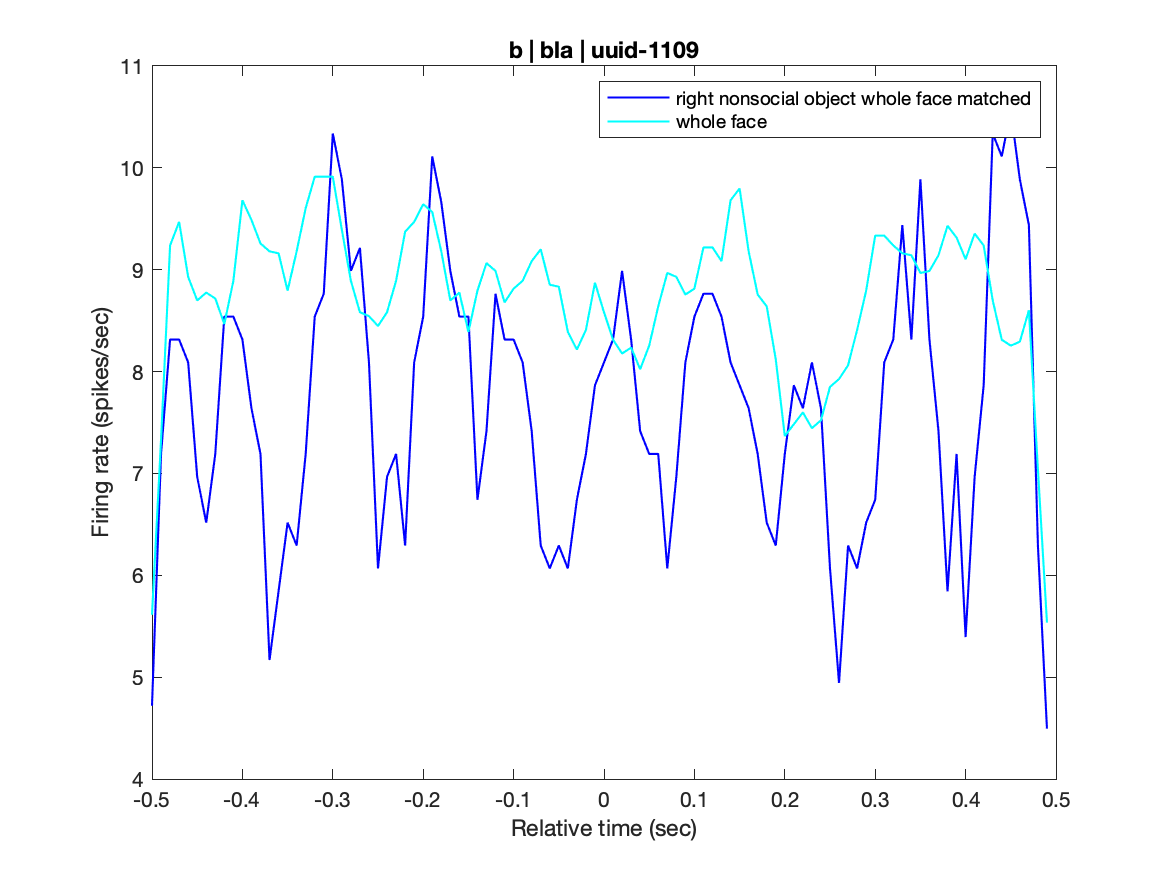 b | bla | uuid-1109
right nonsocial object whole face matched
whole face
11
10
9
8
7
6
5
4
Firing rate (spikes/sec)
-0.5 -0.4 -0.3 -0.2 -0.1 0 0.1 0.2 0.3 0.4 0.5
Relative time (sec)